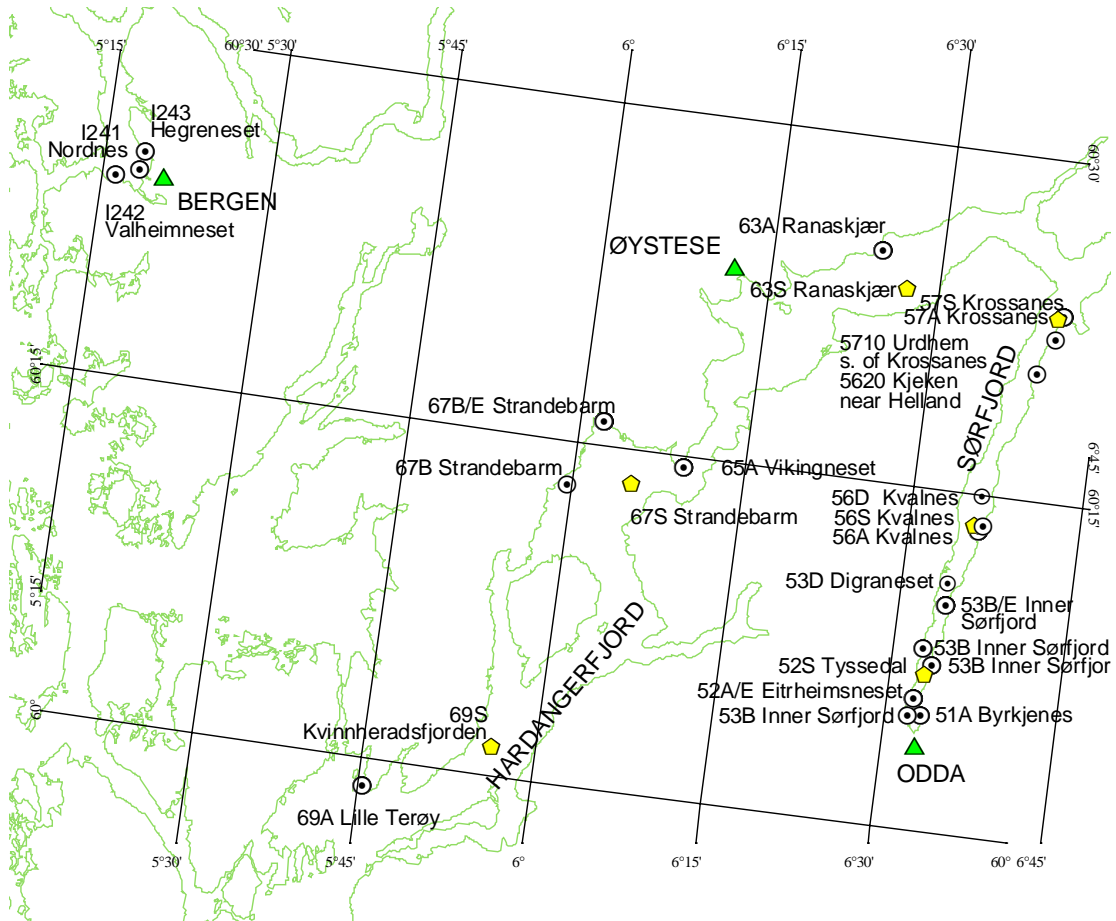 5°15'
60°30' 5°30'
5°45'
6°
6°15'
6°30'
60°30'
I243
Hegreneset
I241
Nordnes
BERGEN
I242
Valheimneset
63A Ranaskjær
ØYSTESE
63S Ranaskjær
57S Krossanes
57A Krossanes
5710 Urdhem
s. of Krossanes
5620 Kjeken
near Helland
SØRFJORD
60°15'
67B/E Strandebarm
67B Strandebarm
65A Vikingneset
67S Strandebarm
6°45'
60°15'
56D Kvalnes
56S Kvalnes
56A Kvalnes
53D Digraneset
53B/E Inner
Sørfjord
5°15'
53B Inner Sørfjord
52S Tyssedal
53B Inner Sørfjor
52A/E Eitrheimsneset
53B Inner Sørfjord
51A Byrkjenes
HARDANGERFJORD
60°
69S
Kvinnheradsfjorden
ODDA
69A Lille Terøy
5°30'
5°45'
6°
6°15'
6°30'
60° 6°45'